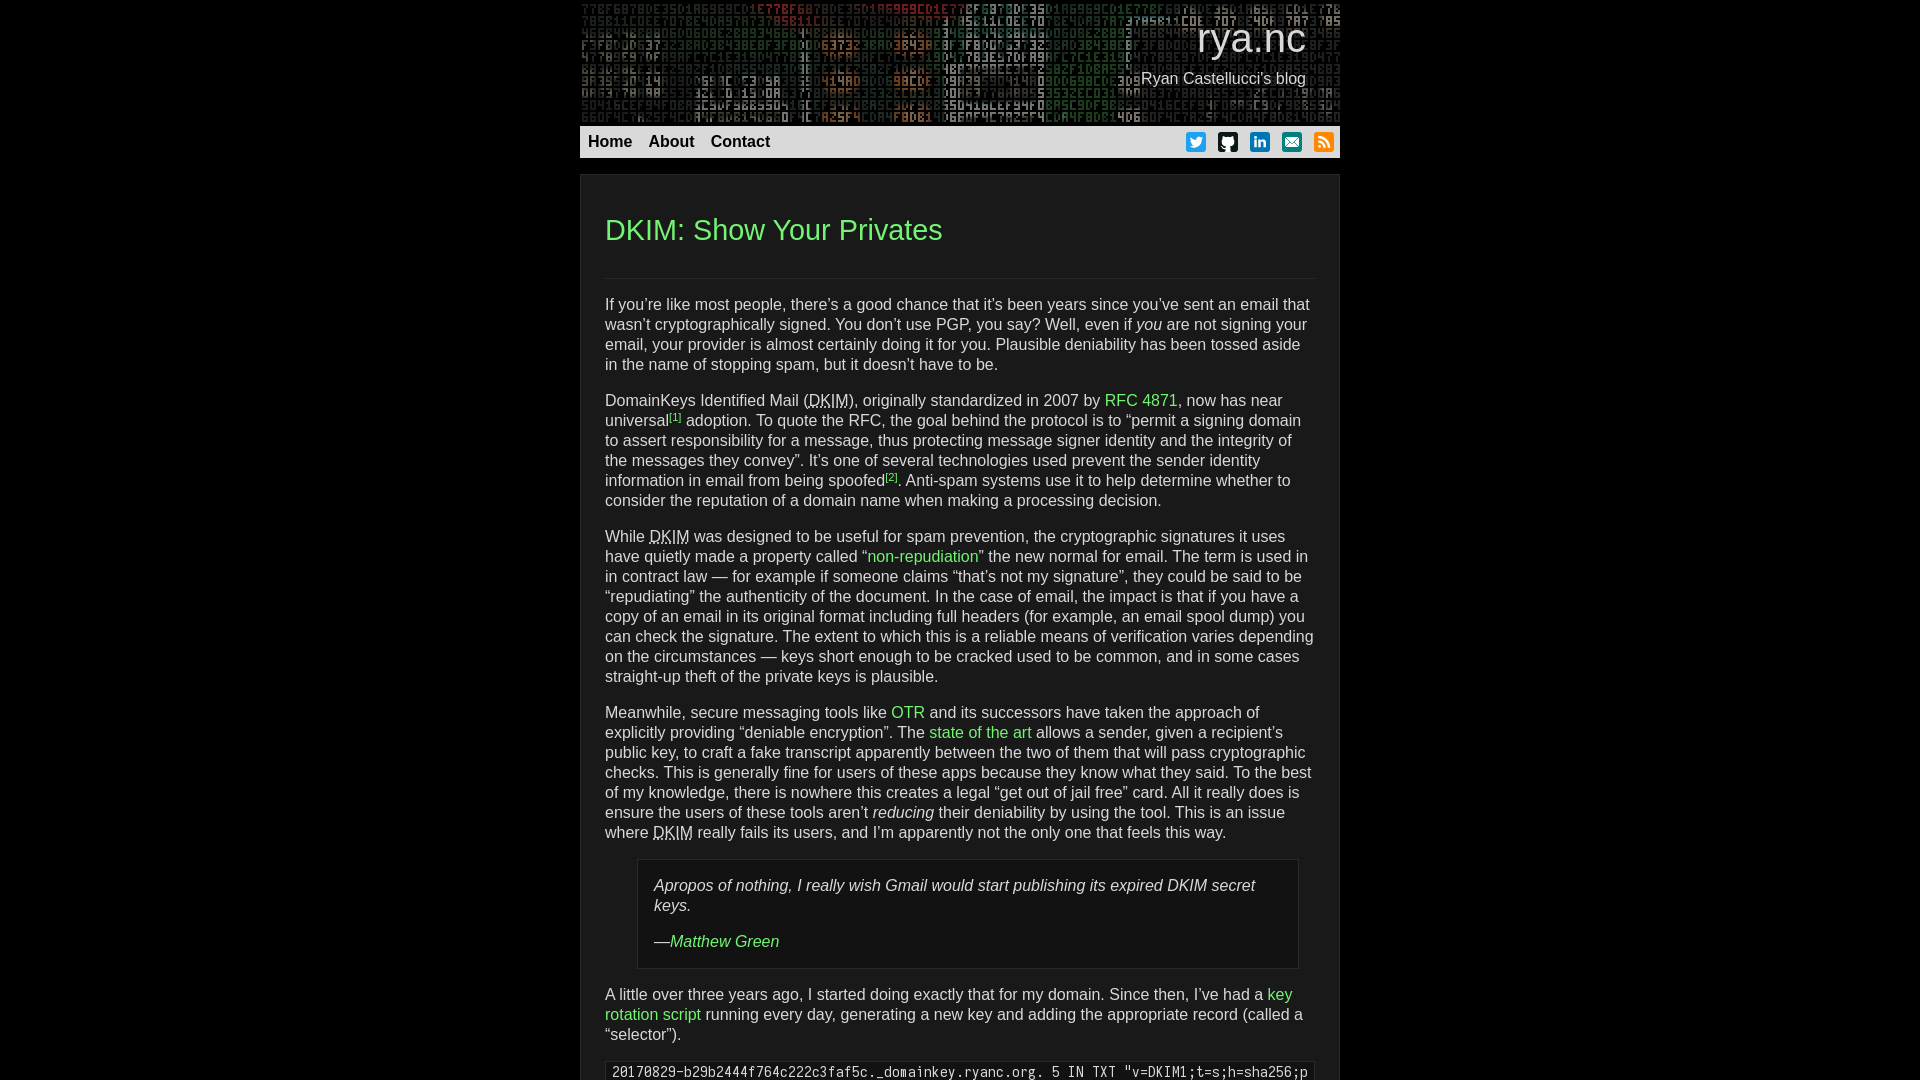 rya.nc
Ryan Castellucci's blog
Home About Contact
DKIM: Show Your Privates
If you’re like most people, there’s a good chance that it’s been years since you’ve sent an email that
wasn’t cryptographically signed. You don’t use PGP, you say? Well, even if you are not signing your
email, your provider is almost certainly doing it for you. Plausible deniability has been tossed aside
in the name of stopping spam, but it doesn’t have to be.
DomainKeys Identified Mail (DKIM), originally standardized in 2007 by RFC 4871, now has near
universal[1] adoption. To quote the RFC, the goal behind the protocol is to “permit a signing domain
to assert responsibility for a message, thus protecting message signer identity and the integrity of
the messages they convey”. It’s one of several technologies used prevent the sender identity
information in email from being spoofed[2]. Anti-spam systems use it to help determine whether to
consider the reputation of a domain name when making a processing decision.
While DKIM was designed to be useful for spam prevention, the cryptographic signatures it uses
have quietly made a property called “non-repudiation” the new normal for email. The term is used in
in contract law — for example if someone claims “that’s not my signature”, they could be said to be
“repudiating” the authenticity of the document. In the case of email, the impact is that if you have a
copy of an email in its original format including full headers (for example, an email spool dump) you
can check the signature. The extent to which this is a reliable means of verification varies depending
on the circumstances — keys short enough to be cracked used to be common, and in some cases
straight-up theft of the private keys is plausible.
Meanwhile, secure messaging tools like OTR and its successors have taken the approach of
explicitly providing “deniable encryption”. The state of the art allows a sender, given a recipient’s
public key, to craft a fake transcript apparently between the two of them that will pass cryptographic
checks. This is generally fine for users of these apps because they know what they said. To the best
of my knowledge, there is nowhere this creates a legal “get out of jail free” card. All it really does is
ensure the users of these tools aren’t reducing their deniability by using the tool. This is an issue
where DKIM really fails its users, and I’m apparently not the only one that feels this way.
Apropos of nothing, I really wish Gmail would start publishing its expired DKIM secret
keys.
—Matthew Green
A little over three years ago, I started doing exactly that for my domain. Since then, I’ve had a key
rotation script running every day, generating a new key and adding the appropriate record (called a
“selector”).
20170829-b29b2444f764c222c3faf5c._domainkey.ryanc.org. 5 IN TXT "v=DKIM1;t=s;h=sha256;p